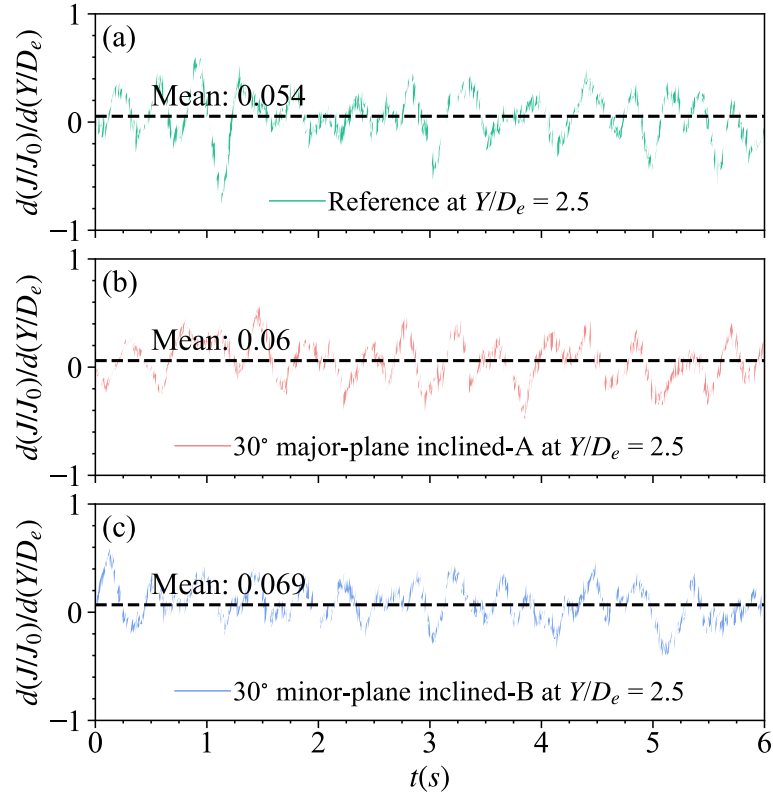 1
(a)
Mean: 0.054
0
d(J/J₀)/d(Y/Dₑ)
Reference at Y/Dₑ = 2.5
−1
1
(b)
Mean: 0.06
0
d(J/J₀)/d(Y/Dₑ)
30° major-plane inclined-A at Y/Dₑ = 2.5
−1
1
(c)
Mean: 0.069
0
d(J/J₀)/d(Y/Dₑ)
30° minor-plane inclined-B at Y/Dₑ = 2.5
−1
0 1 2 3 4 5 6
t(s)